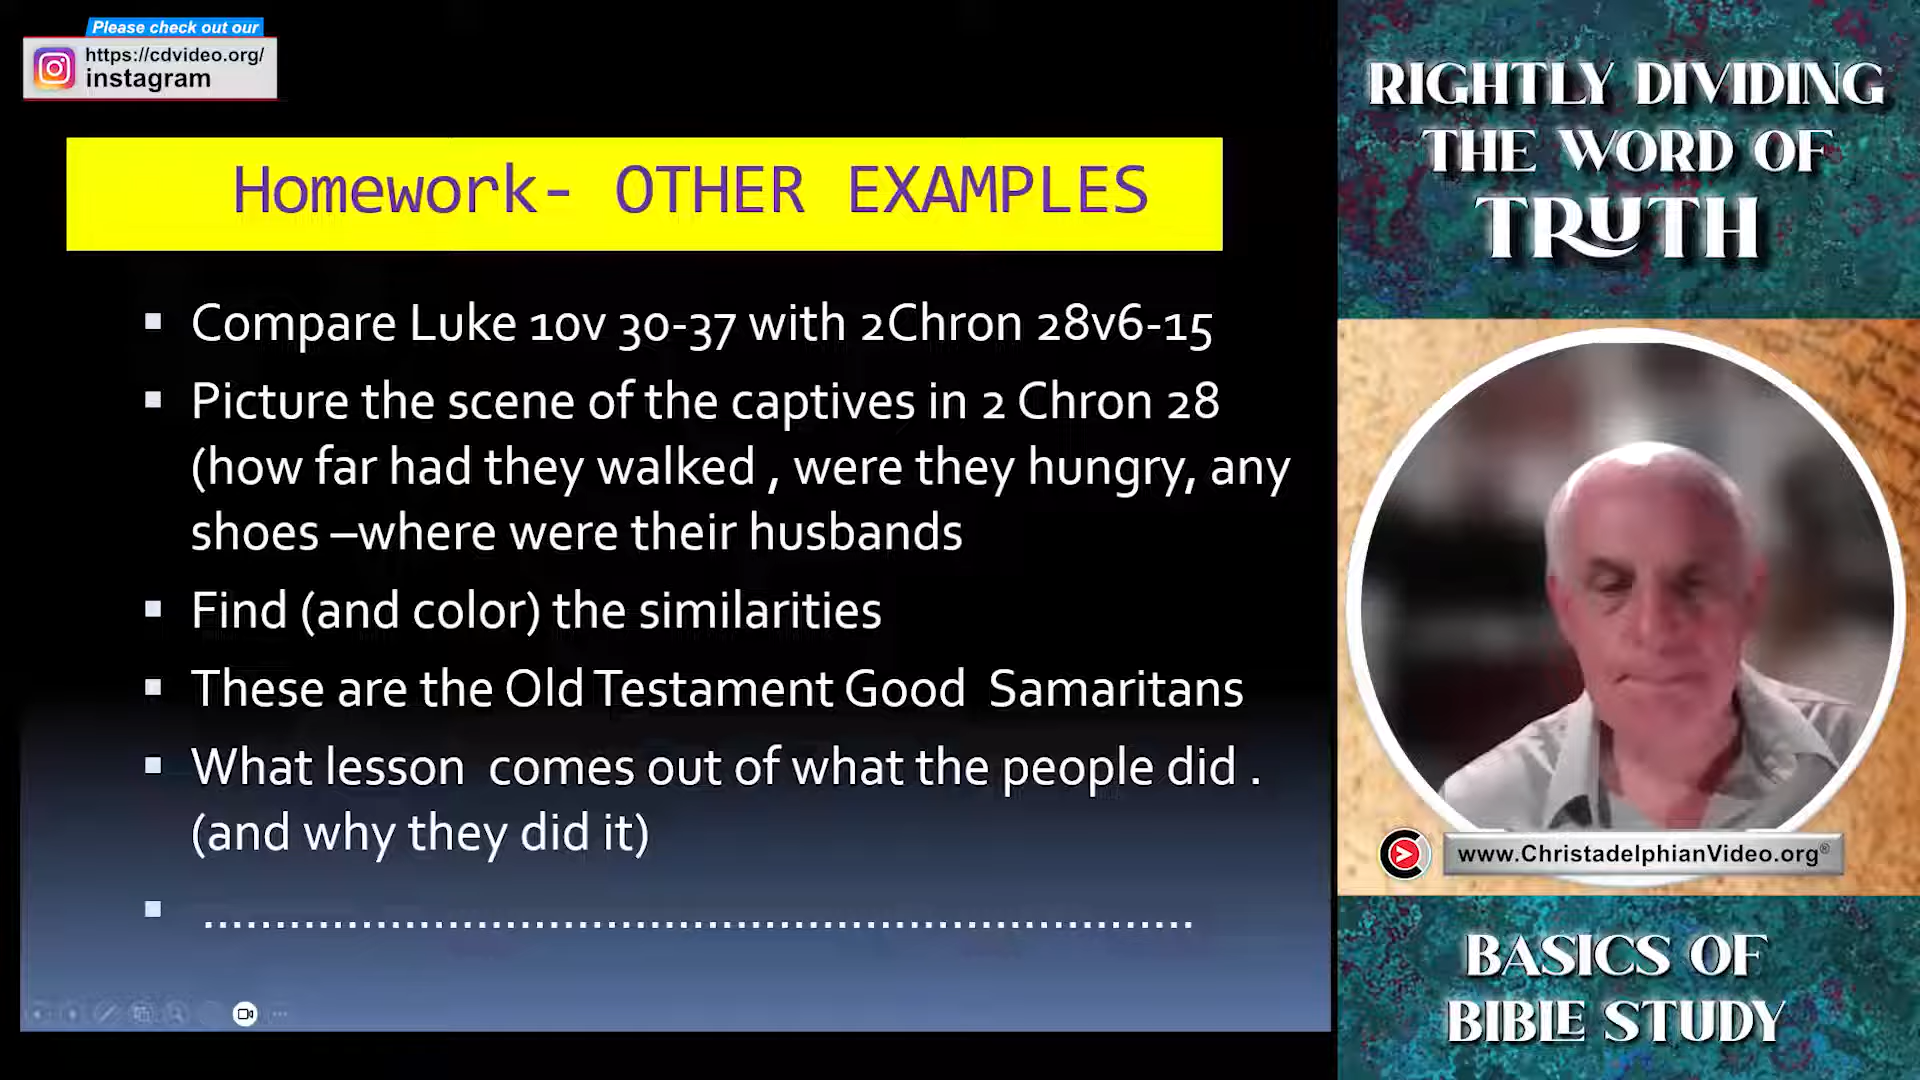 Please check out our
https://cdvideo.org/
instagram
Homework- OTHER EXAMPLES
Compare Luke 10v 30-37 with 2Chron 28v6-15
Picture the scene of the captives in 2 Chron 28
(how far had they walked , were they hungry, any
shoes –where were their husbands
Find (and color) the similarities
These are the Old Testament Good  Samaritans
What lesson  comes out of what the people did .
(and why they did it)
..............................................................
RIGHTLY DIVIDING
THE WORD OF
TRUTH
www.ChristadelphianVideo.org®
BASICS OF
BIBLE STUDY